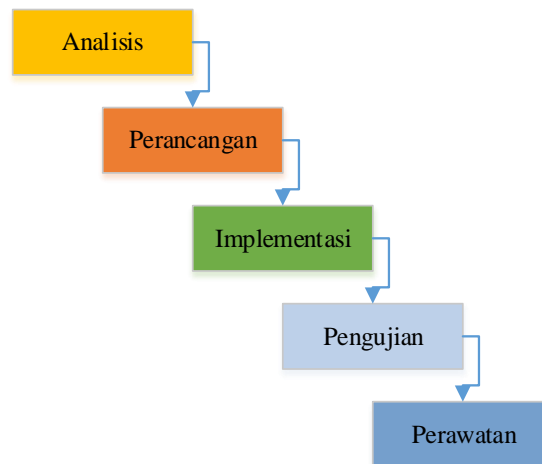 Analisis
Perancangan
Implementasi
Pengujian
Perawatan